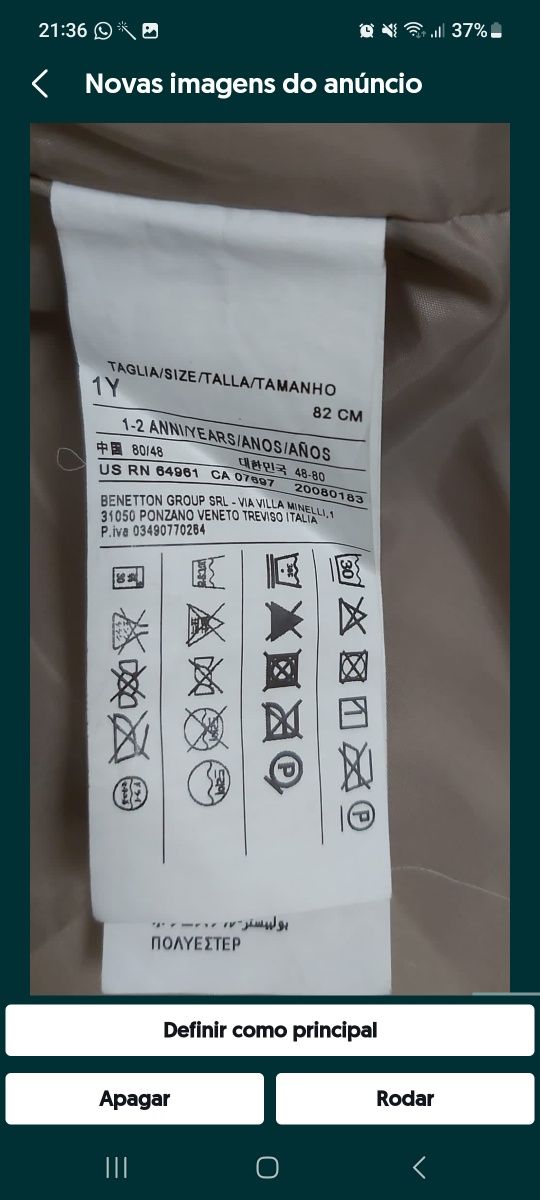 21:36
37%
Novas imagens do anúncio
TAGLIA/SIZE/TALLA/TAMANHO
1Y
82 CM
1-2 ANNI/YEARS/ANOS/AÑOS
中国 80/48
대한민국 48-80
US RN 64961 CA 07697 20080183
BENETTON GROUP SRL - VIA VILLA MINELLI,1
31050 PONZANO VENETO TREVISO ITALIA
P.iva 03490770264
30
P
P
بوليستر
ΠΟΛΥΕΣΤΕΡ
Definir como principal
Apagar
Rodar